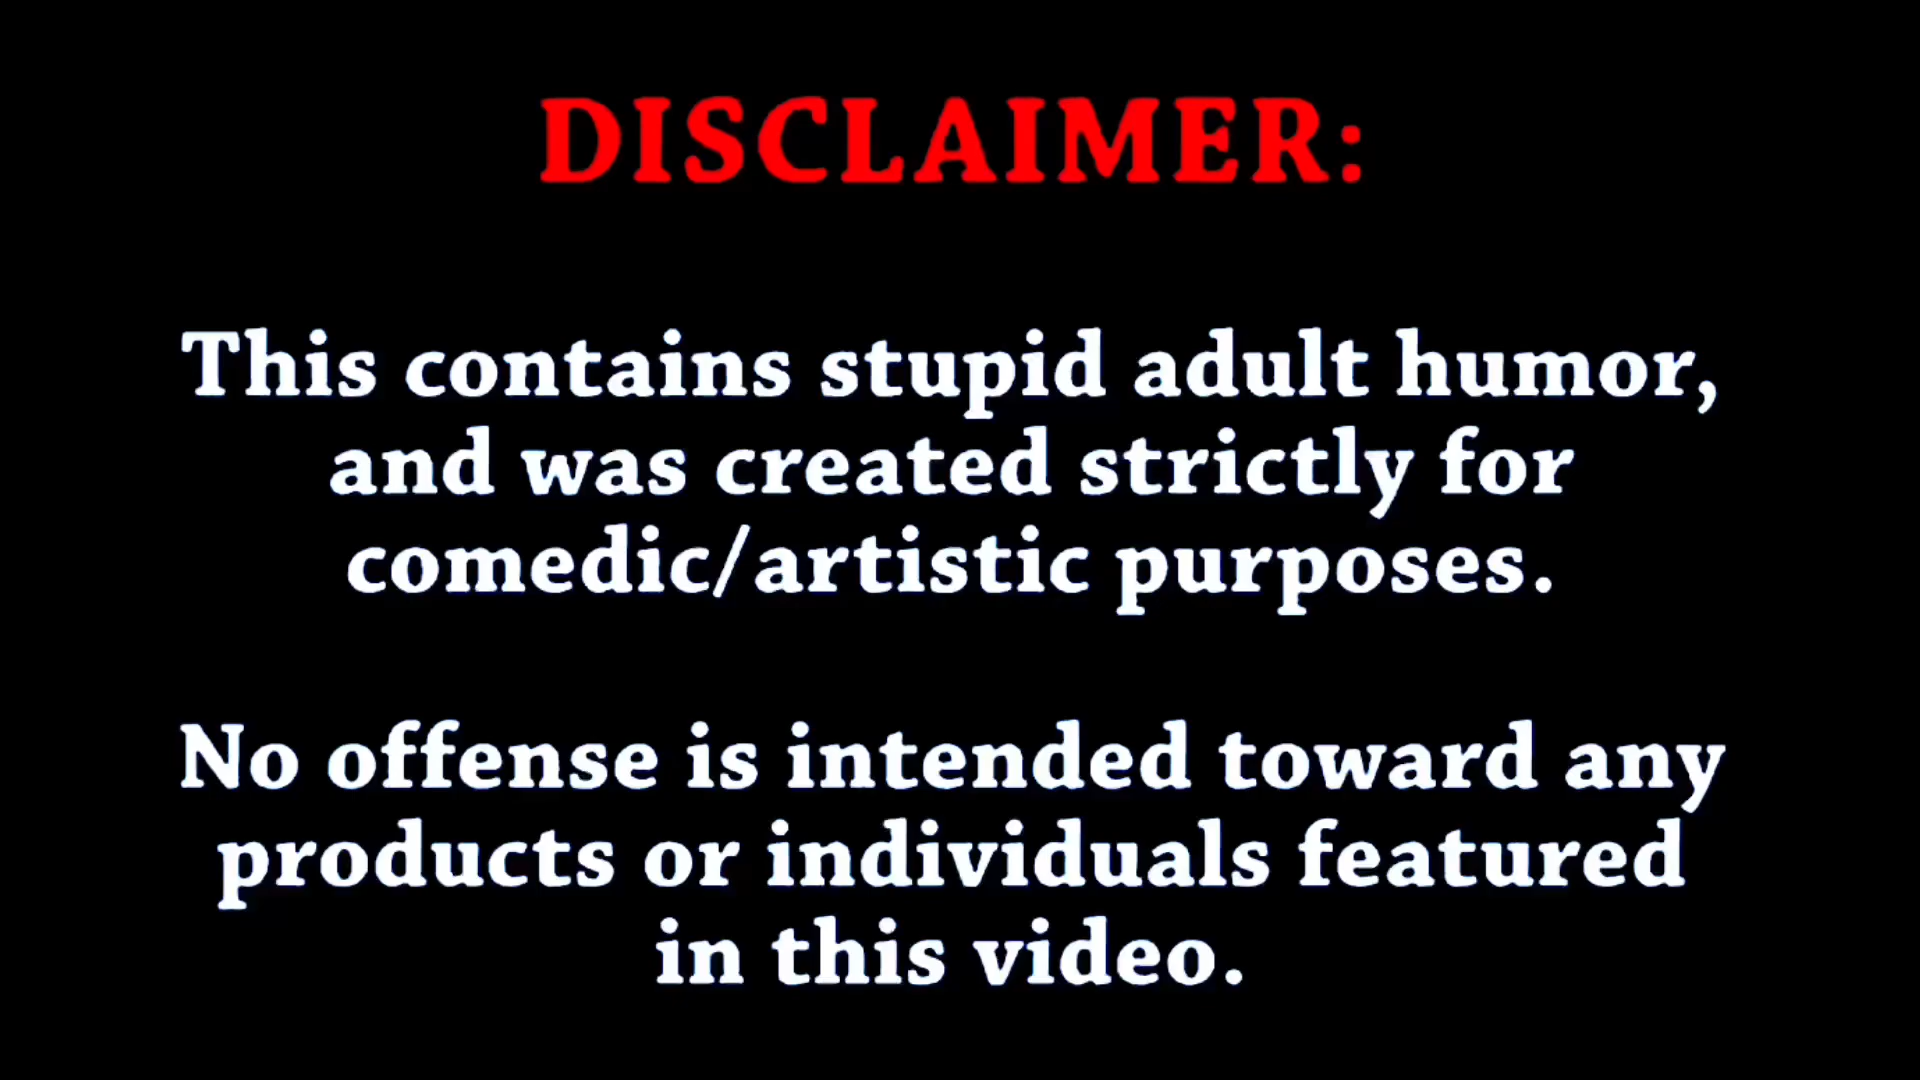 DISCLAIMER:
This contains stupid adult humor,
and was created strictly for
comedic/artistic purposes.
No offense is intended toward any
products or individuals featured
in this video.